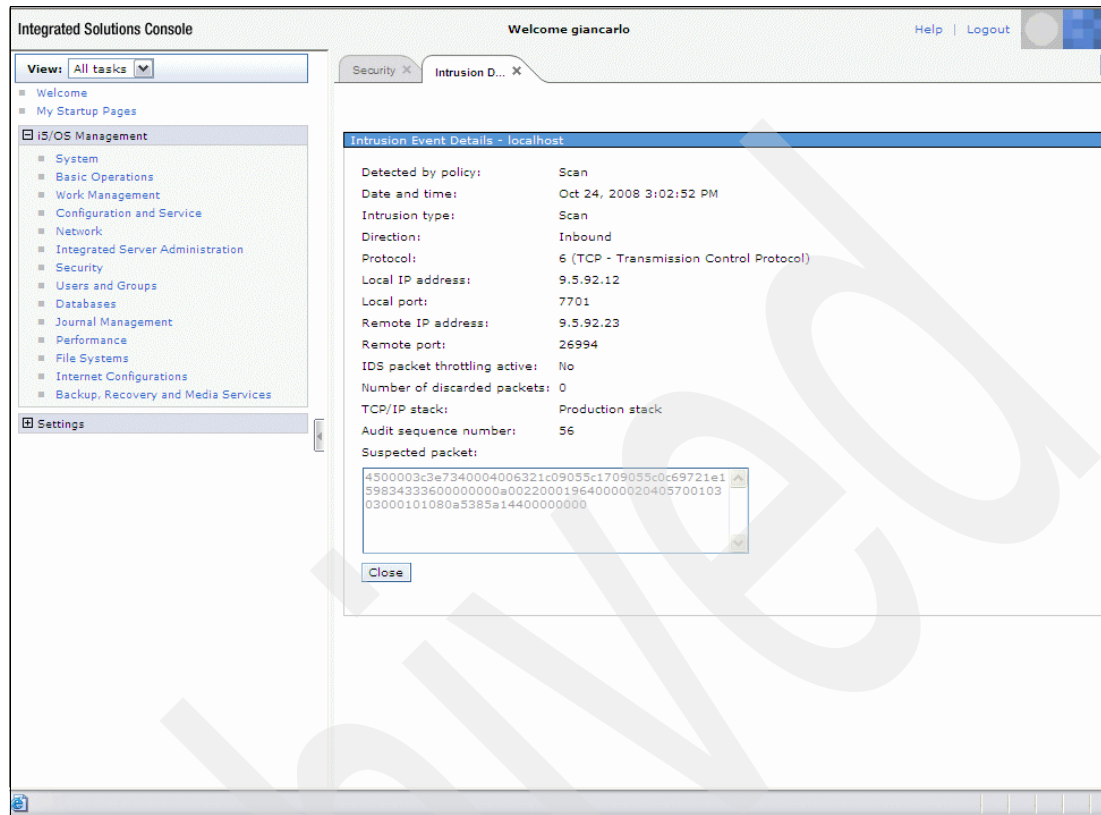 Integrated Solutions Console
Welcome giancarlo
Help | Logout
View: All tasks
Welcome
My Startup Pages
i5/OS Management
System
Basic Operations
Work Management
Configuration and Service
Network
Integrated Server Administration
Security
Users and Groups
Databases
Journal Management
Performance
File Systems
Internet Configurations
Backup, Recovery and Media Services
Settings
Security
Intrusion D...
Intrusion Event Details - localhost
Detected by policy: Scan
Date and time: Oct 24, 2008 3:02:52 PM
Intrusion type: Scan
Direction: Inbound
Protocol: 6 (TCP - Transmission Control Protocol)
Local IP address: 9.5.92.12
Local port: 7701
Remote IP address: 9.5.92.23
Remote port: 26994
IDS packet throttling active: No
Number of discarded packets: 0
TCP/IP stack: Production stack
Audit sequence number: 56
Suspected packet:
4500003c3e7340004006321c09055c1709055c0c69721e1
59834333600000000a00220001964000002040570010​3
03000101080a5385a14400000000
Close
hived